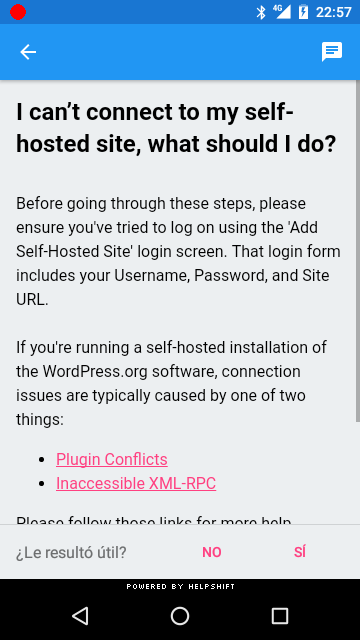 4G 22:57
I can’t connect to my self-
hosted site, what should I do?
Before going through these steps, please
ensure you've tried to log on using the 'Add
Self-Hosted Site' login screen. That login form
includes your Username, Password, and Site
URL.
If you're running a self-hosted installation of
the WordPress.org software, connection
issues are typically caused by one of two
things:
Plugin Conflicts
Inaccessible XML-RPC
Please follow those links for more help
¿Le resultó útil? NO SÍ
POWERED BY HELPSHIFT